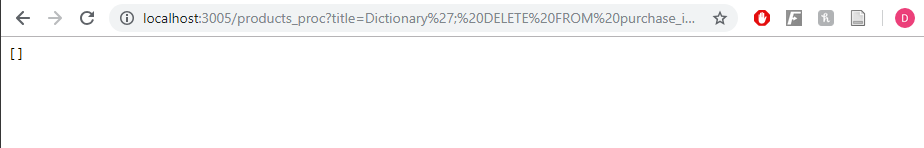 localhost:3005/products_proc?title=Dictionary%27;%20DELETE%20FROM%20purchase_i...
D
[]